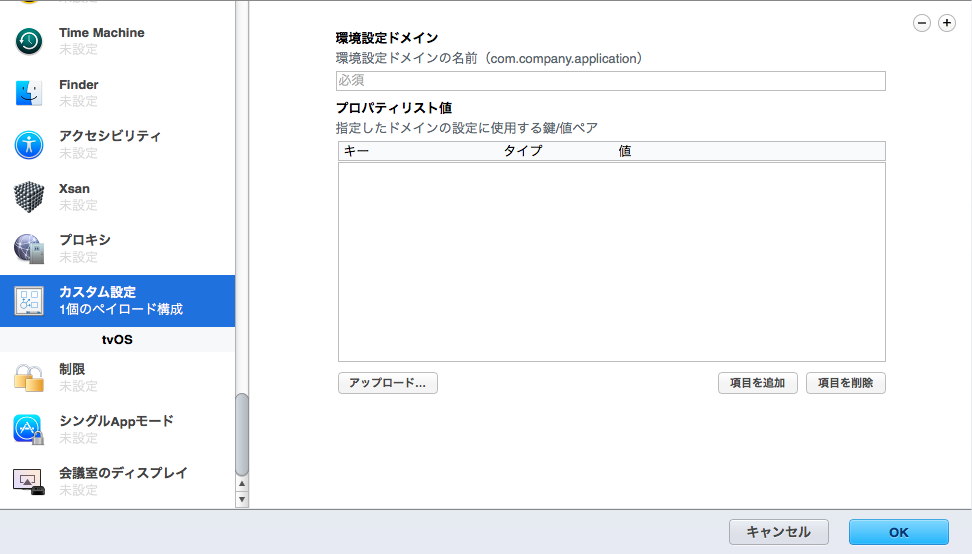 Time Machine
未設定
Finder
未設定
アクセシビリティ
未設定
Xsan
未設定
プロキシ
未設定
カスタム設定
1個のペイロード構成
tvOS
制限
未設定
シングルAppモード
未設定
会議室のディスプレイ
未設定
環境設定ドメイン
環境設定ドメインの名前（com.company.application）
必須
プロパティリスト値
指定したドメインの設定に使用する鍵/値ペア
キー タイプ 値
アップロード... 項目を追加 項目を削除
キャンセル OK